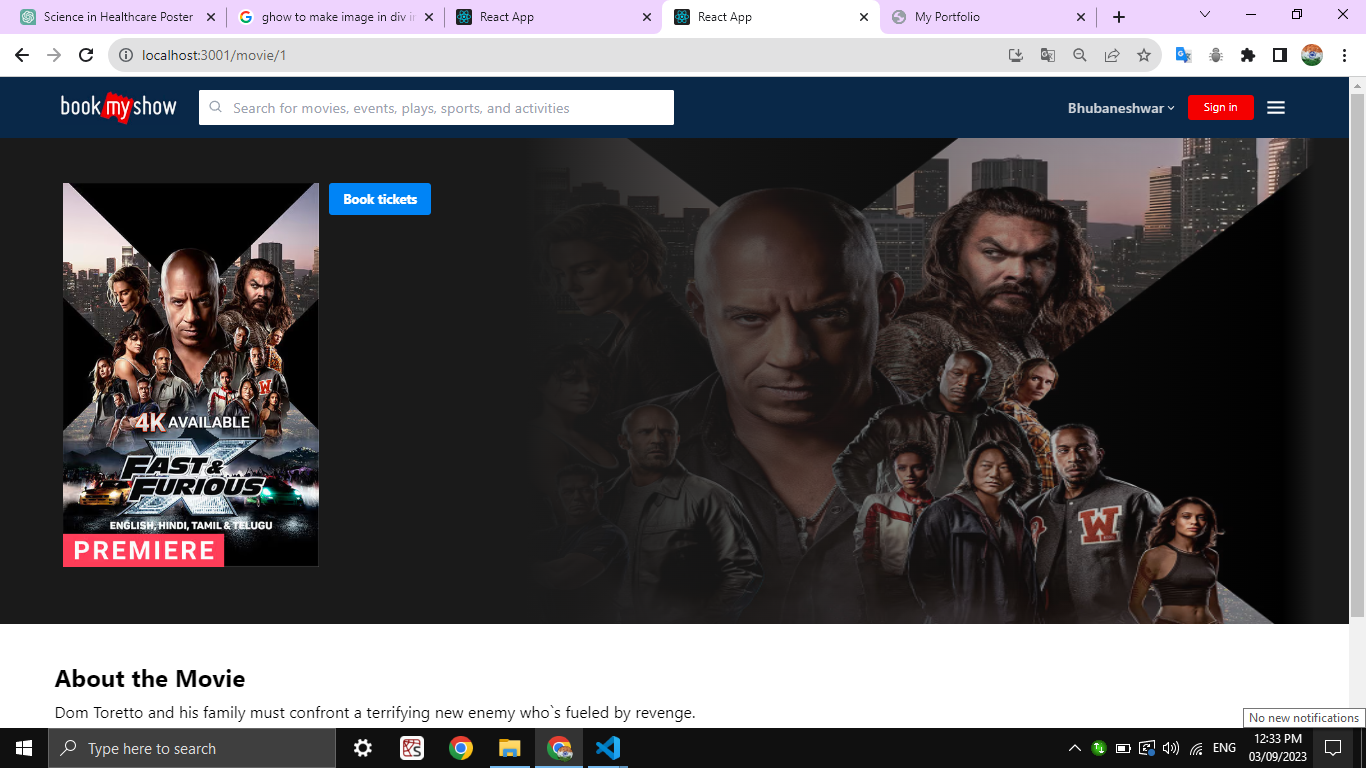 Science in Healthcare Poster
ghow to make image in div in
React App
React App
My Portfolio
localhost:3001/movie/1
book my show
Search for movies, events, plays, sports, and activities
Bhubaneshwar
Sign in
Book tickets
4K AVAILABLE
FAST & FURIOUS X
ENGLISH, HINDI, TAMIL & TELUGU
PREMIERE
W
W
About the Movie
Dom Toretto and his family must confront a terrifying new enemy who`s fueled by revenge.
No new notifications
Type here to search
ENG
12:33 PM
03/09/2023